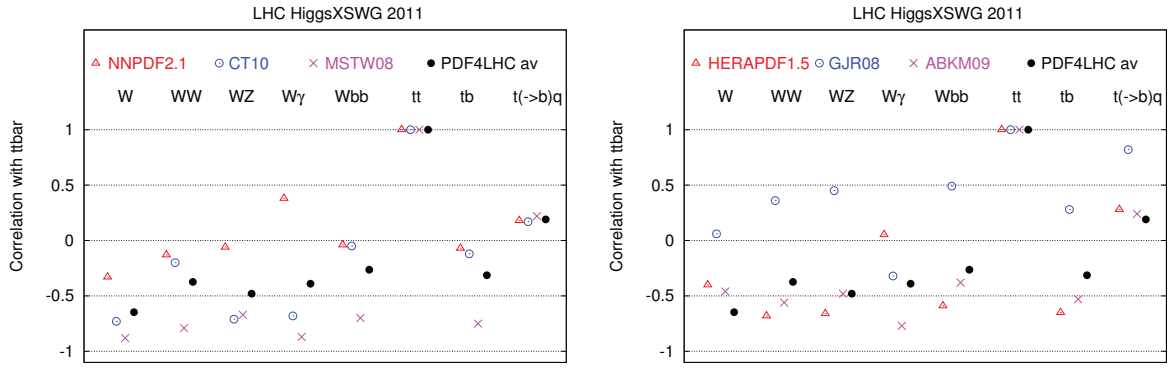 LHC HiggsXSWG 2011
NNPDF2.1 CT10 MSTW08 PDF4LHC av
W WW WZ Wγ Wbb tt tb t(->b)q
1
0.5
0
-0.5
-1
Correlation with ttbar
LHC HiggsXSWG 2011
HERAPDF1.5 GJR08 ABKM09 PDF4LHC av
W WW WZ Wγ Wbb tt tb t(->b)q
1
0.5
0
-0.5
-1
Correlation with ttbar